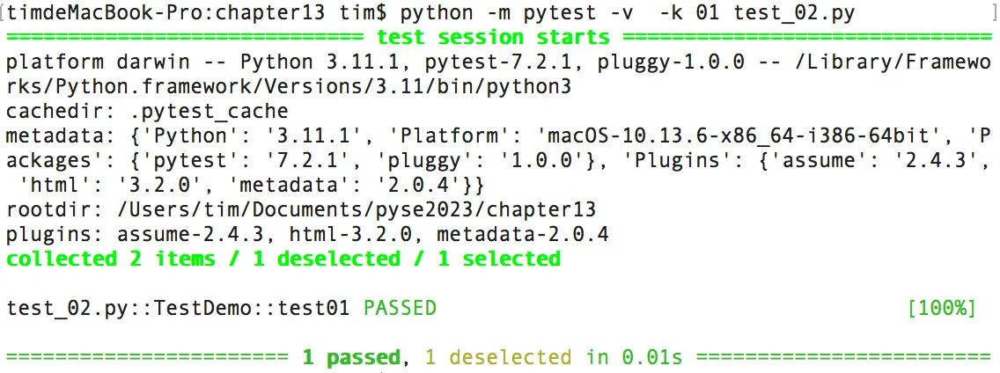 timdeMacBook-Pro:chapter13 tim$ python -m pytest -v  -k 01 test_02.py
============================= test session starts ==============================
platform darwin -- Python 3.11.1, pytest-7.2.1, pluggy-1.0.0 -- /Library/Framewo
rks/Python.framework/Versions/3.11/bin/python3
cachedir: .pytest_cache
metadata: {'Python': '3.11.1', 'Platform': 'macOS-10.13.6-x86_64-i386-64bit', 'P
ackages': {'pytest': '7.2.1', 'pluggy': '1.0.0'}, 'Plugins': {'assume': '2.4.3',
 'html': '3.2.0', 'metadata': '2.0.4'}}
rootdir: /Users/tim/Documents/pyse2023/chapter13
plugins: assume-2.4.3, html-3.2.0, metadata-2.0.4
collected 2 items / 1 deselected / 1 selected
test_02.py::TestDemo::test01 PASSED                                      [100%]
======================= 1 passed, 1 deselected in 0.01s ========================